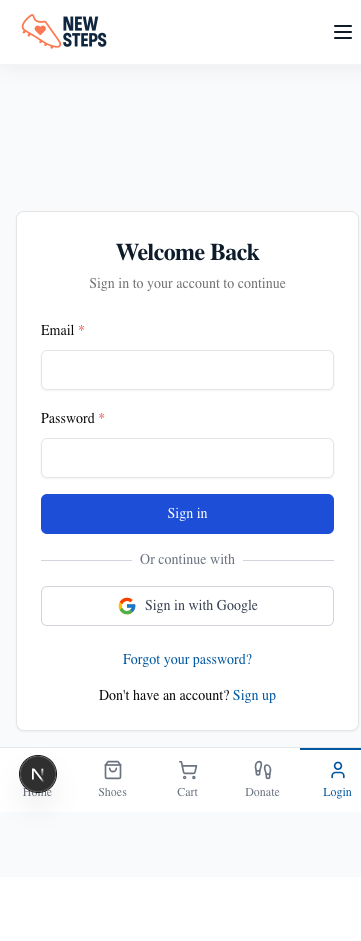 NEW
STEPS
Welcome Back
Sign in to your account to continue
Email *
Password *
Sign in
Or continue with
Sign in with Google
Forgot your password?
Don't have an account? Sign up
N
Home Shoes Cart Donate Login